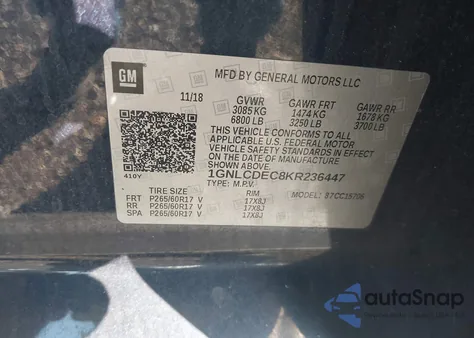 GM
MFD BY GENERAL MOTORS LLC
11/18
GVWR GAWR FRT GAWR RR
3085 KG 1474 KG 1678 KG
6800 LB 3250 LB 3700 LB
THIS VEHICLE CONFORMS TO ALL
APPLICABLE U.S. FEDERAL MOTOR
VEHICLE SAFETY STANDARDS IN
EFFECT ON THE DATE OF
MANUFACTURE SHOWN ABOVE.
1GNLCDEC8KR236447
TYPE: M.P.V.
410Y
MODEL:
TIRE SIZE RIM
FRT P265/60R17 V 17X8J
RR P265/60R17 V 17X8J
SPA P265/60R17 V 17X8J
autoSnap